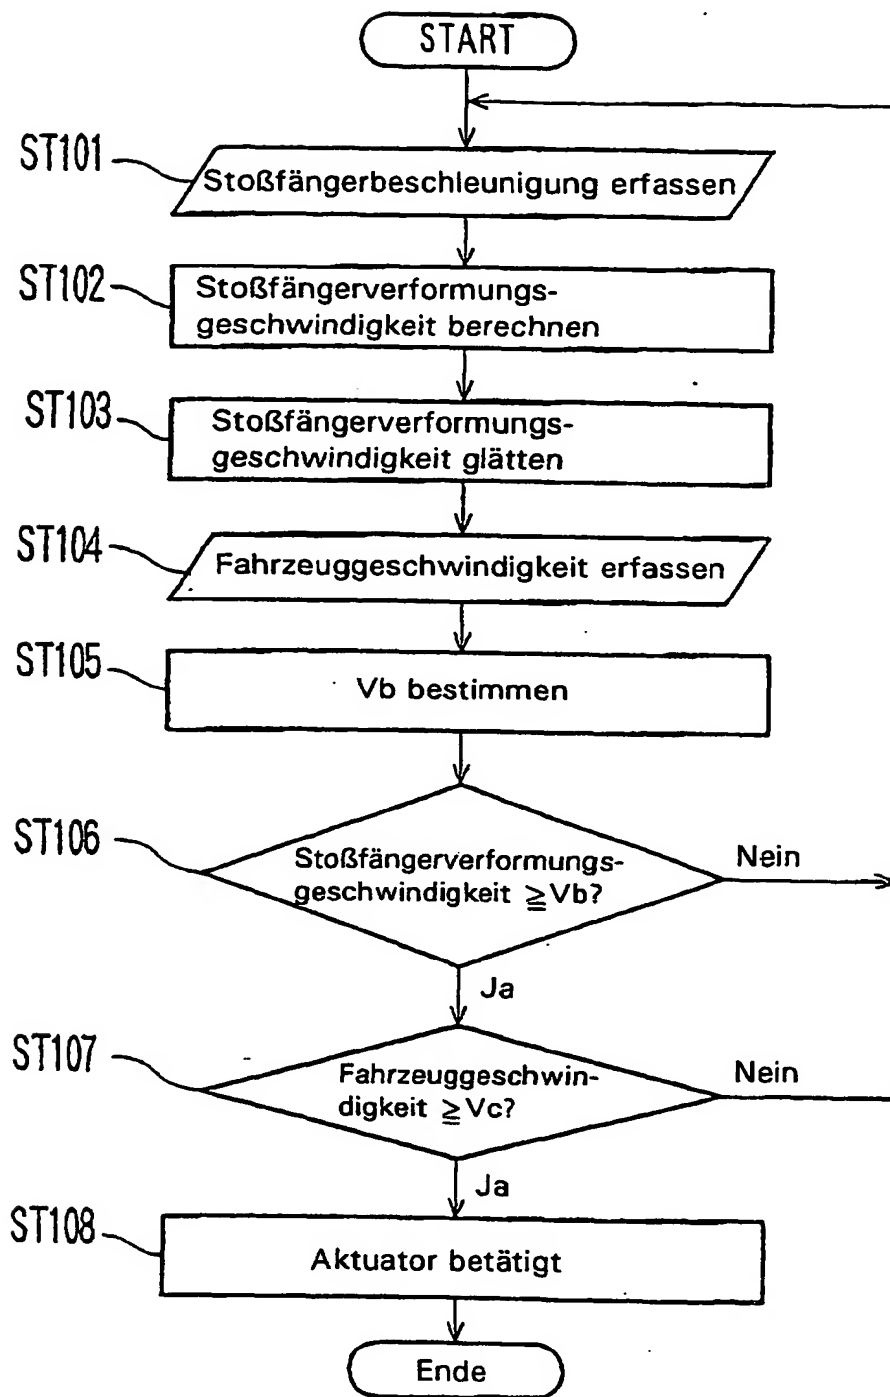 START
ST101
Stoßfängerbeschleunigung erfassen
ST102
Stoßfängerverformungs-
geschwindigkeit berechnen
ST103
Stoßfängerverformungs-
geschwindigkeit glätten
ST104
Fahrzeuggeschwindigkeit erfassen
ST105
Vb bestimmen
ST106
Stoßfängerverformungs-
geschwindigkeit ≧Vb?
Nein
Ja
ST107
Fahrzeuggeschwin-
digkeit ≧Vc?
Nein
Ja
ST108
Aktuator betätigt
Ende